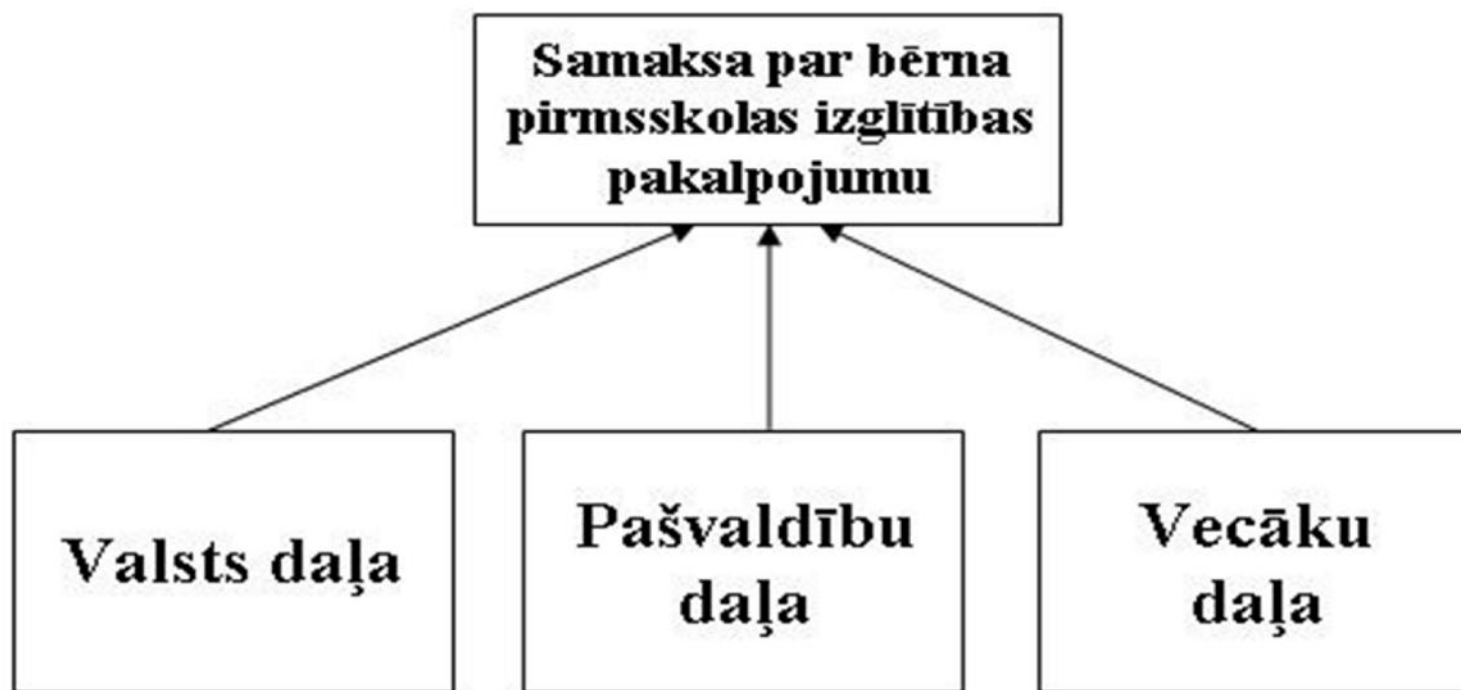 Samaksa par bērna
pirmsskolas izglītības
pakalpojumu
Valsts daļa
Pašvaldību
daļa
Vecāku
daļa